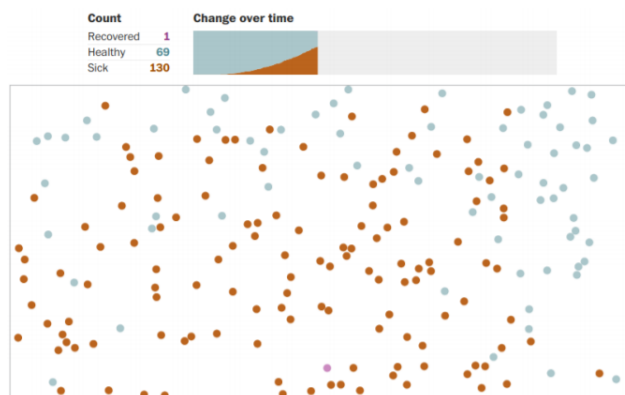 Count
Change over time
Recovered 1
Healthy 69
Sick 130